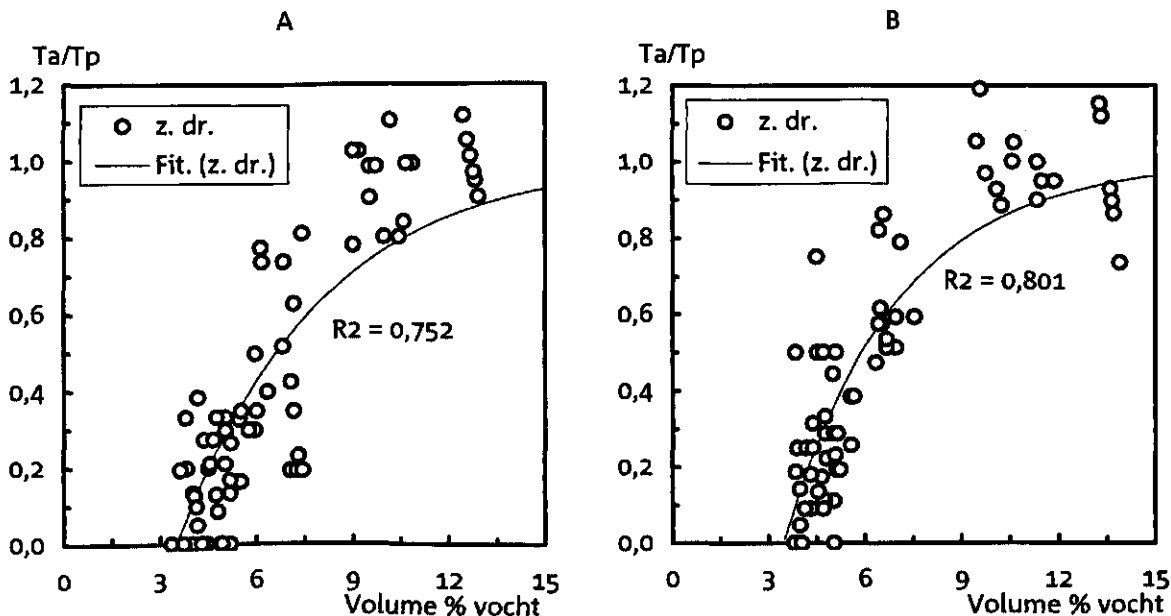 A
Ta/Tp
1,2
1,0
0,8
0,6
0,4
0,2
0,0
z. dr.
Fit. (z. dr.)
R2 = 0,752
0 3 6 9 12 15
Volume % vocht
B
Ta/Tp
1,2
1,0
0,8
0,6
0,4
0,2
0,0
z. dr.
Fit. (z. dr.)
R2 = 0,801
0 3 6 9 12 15
Volume % vocht